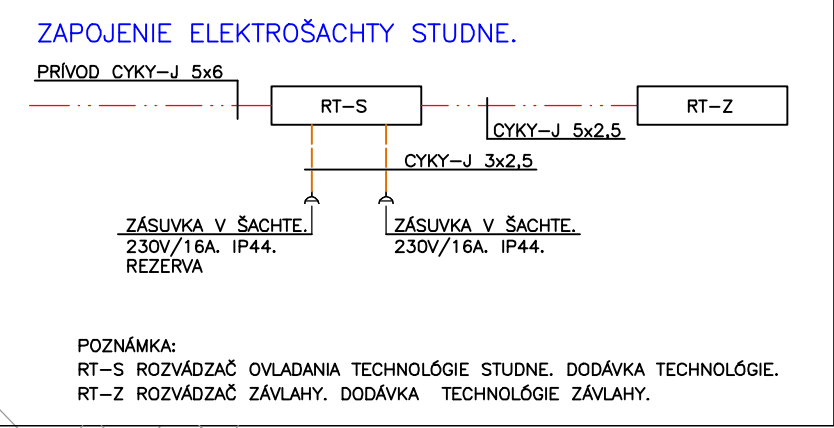 ZAPOJENIE ELEKTROŠACHTY STUDNE.
PRÍVOD CYKY-J 5x6
RT-S
RT-Z
CYKY-J 5x2,5
CYKY-J 3x2,5
ZÁSUVKA V ŠACHTE.
230V/16A. IP44.
REZERVA
ZÁSUVKA V ŠACHTE.
230V/16A. IP44.
POZNÁMKA:
RT-S ROZVÁDZAČ OVLADANIA TECHNOLÓGIE STUDNE. DODÁVKA TECHNOLÓGIE.
RT-Z ROZVÁDZAČ ZÁVLAHY. DODÁVKA TECHNOLÓGIE ZÁVLAHY.